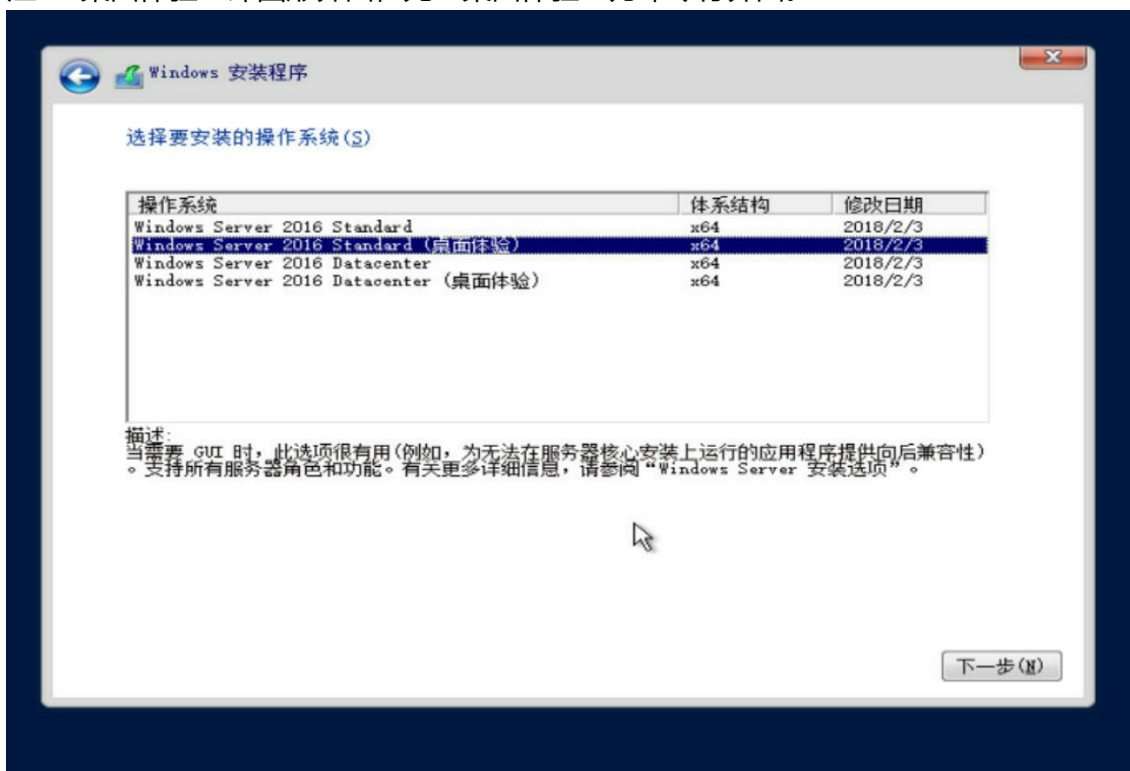 Windows 安装程序
选择要安装的操作系统(S)
操作系统 体系结构 修改日期
Windows Server 2016 Standard x64 2018/2/3
Windows Server 2016 Standard (桌面体验) x64 2018/2/3
Windows Server 2016 Datacenter x64 2018/2/3
Windows Server 2016 Datacenter (桌面体验) x64 2018/2/3
描述:
当需要 GUI 时，此选项很有用(例如，为无法在服务器核心安装上运行的应用程序提供向后兼容性)
。支持所有服务器角色和功能。有关更多详细信息，请参阅“Windows Server 安装选项”。
下一步(N)